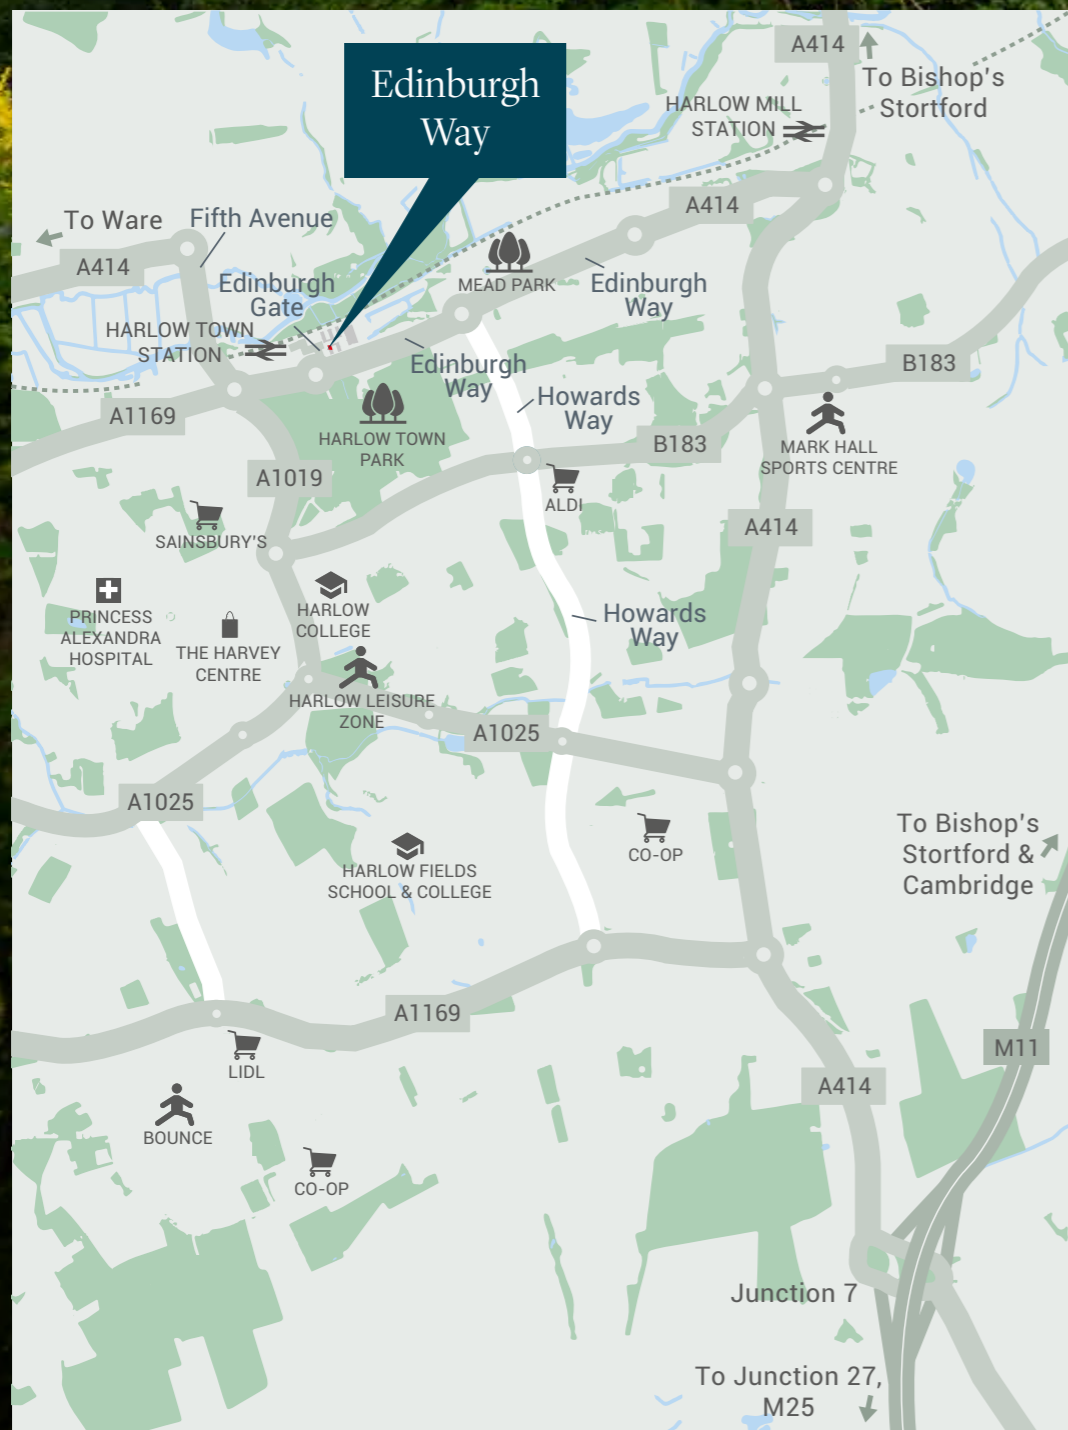 A414
To Bishop's
Stortford
Edinburgh
Way
HARLOW MILL
STATION
A414
To Ware
Fifth Avenue
A414
MEAD PARK
Edinburgh
Way
Edinburgh
Gate
HARLOW TOWN
STATION
Edinburgh
Way
B183
A1169
Howards
Way
HARLOW TOWN
PARK
B183
MARK HALL
SPORTS CENTRE
A1019
ALDI
SAINSBURY'S
A414
PRINCESS
ALEXANDRA
HOSPITAL
HARLOW
COLLEGE
THE HARVEY
CENTRE
Howards
Way
HARLOW LEISURE
ZONE
A1025
A1025
To Bishop's
Stortford &
Cambridge
CO-OP
HARLOW FIELDS
SCHOOL & COLLEGE
A1169
M11
LIDL
A414
BOUNCE
CO-OP
Junction 7
To Junction 27,
M25